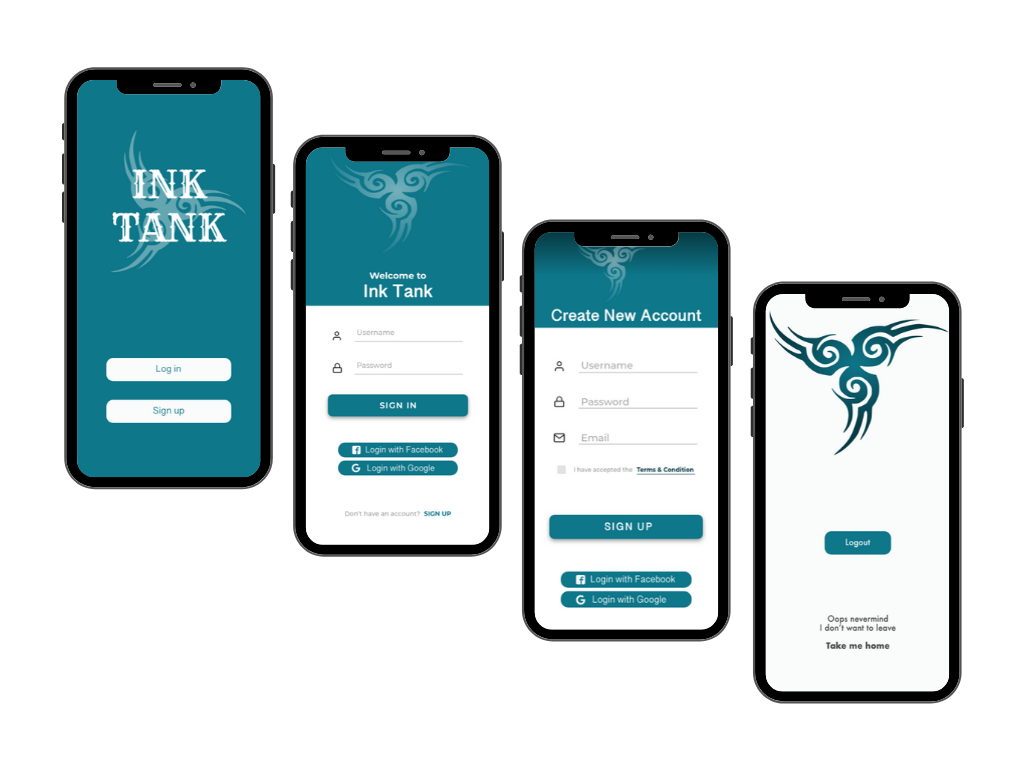 INK
TANK
Log in
Sign up
Welcome to
Ink Tank
Username
Password
SIGN IN
Login with Facebook
Login with Google
Don't have an account? SIGN UP
Create New Account
Username
Password
Email
I have accepted the Terms & Condition
SIGN UP
Login with Facebook
Login with Google
Logout
Oops nevermind
I don't want to leave
Take me home